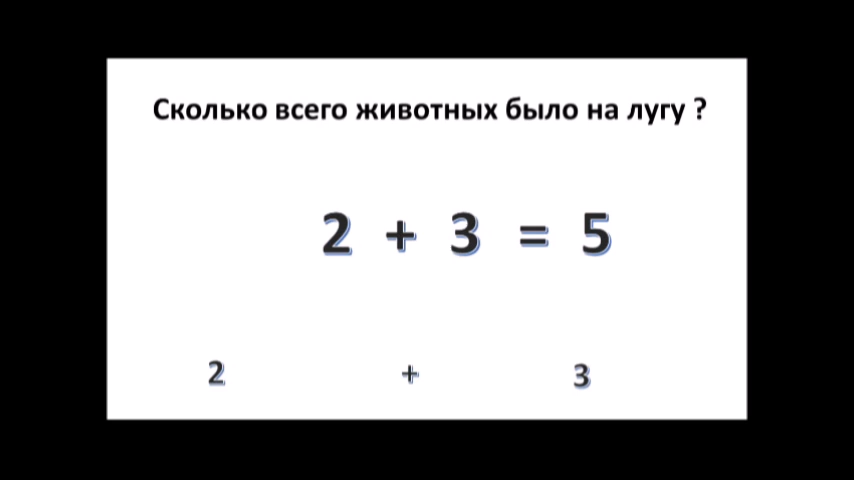 Сколько всего животных было на лугу ?
2 + 3 = 5
2 + 3